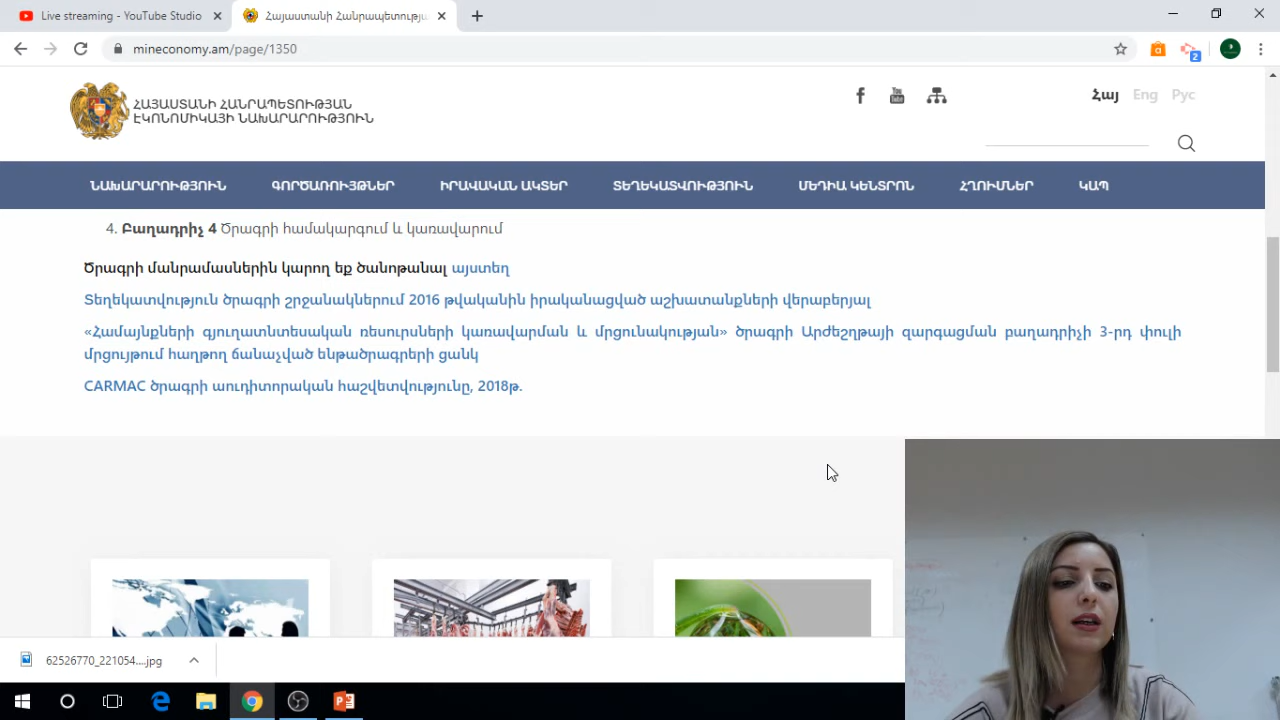 Live streaming - YouTube Studio
Հայաստանի Հանրապետությա
mineconomy.am/page/1350
2
ՀԱՅԱՍՏԱՆԻ ՀԱՆՐԱՊԵՏՈՒԹՅԱՆ
ԷԿՈՆՈՄԻԿԱՅԻ ՆԱԽԱՐԱՐՈՒԹՅՈՒՆ
Հայ Eng Рус
ՆԱԽԱՐԱՐՈՒԹՅՈՒՆ ԳՈՐԾԱՌՈՒՅԹՆԵՐ ԻՐԱՎԱԿԱՆ ԱԿՏԵՐ ՏԵՂԵԿԱՏՎՈՒԹՅՈՒՆ ՄԵԴԻԱ ԿԵՆՏՐՈՆ ՀՂՈՒՄՆԵՐ ԿԱՊ
4. Բաղադրիչ 4 Ծրագրի համակարգում և կառավարում
Ծրագրի մանրամասներին կարող եք ծանոթանալ այստեղ
Տեղեկատվություն ծրագրի շրջանակներում 2016 թվականին իրականացված աշխատանքների վերաբերյալ
«Համայնքների գյուղատնտեսական ռեսուրսների կառավարման և մրցունակության» ծրագրի Արժեշղթայի զարգացման բաղադրիչի 3-րդ փուլի
մրցույթում հաղթող ճանաչված ենթածրագրերի ցանկ
CARMAC ծրագրի աուդիտորական հաշվետվությունը, 2018թ.
62526770_221054....jpg